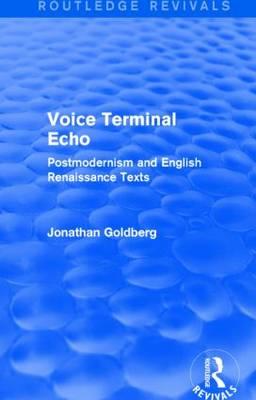 ROUTLEDGE REVIVALS
Voice Terminal
Echo
Postmodernism and English
Renaissance Texts
Jonathan Goldberg
R
ROUTLEDGE
REVIVALS